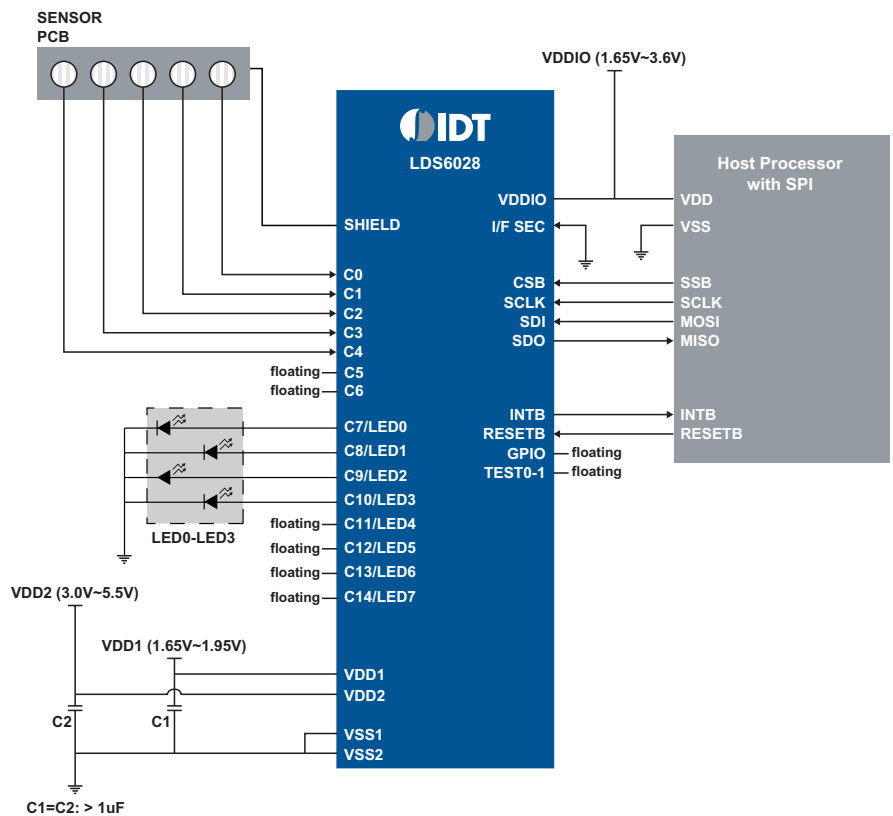 SENSOR
PCB
VDDIO (1.65V~3.6V)
IDT
LDS6028
Host Processor
with SPI
VDDIO
VDD
SHIELD
I/F SEC
VSS
C0
CSB
SSB
C1
SCLK
SCLK
C2
SDI
MOSI
C3
SDO
MISO
C4
floating
C5
floating
C6
INTB
INTB
C7/LED0
RESETB
RESETB
C8/LED1
GPIO
floating
C9/LED2
TEST0-1
floating
C10/LED3
LED0-LED3
floating
C11/LED4
floating
C12/LED5
floating
C13/LED6
floating
C14/LED7
VDD2 (3.0V~5.5V)
VDD1 (1.65V~1.95V)
VDD1
VDD2
C2
C1
VSS1
VSS2
C1=C2: > 1uF